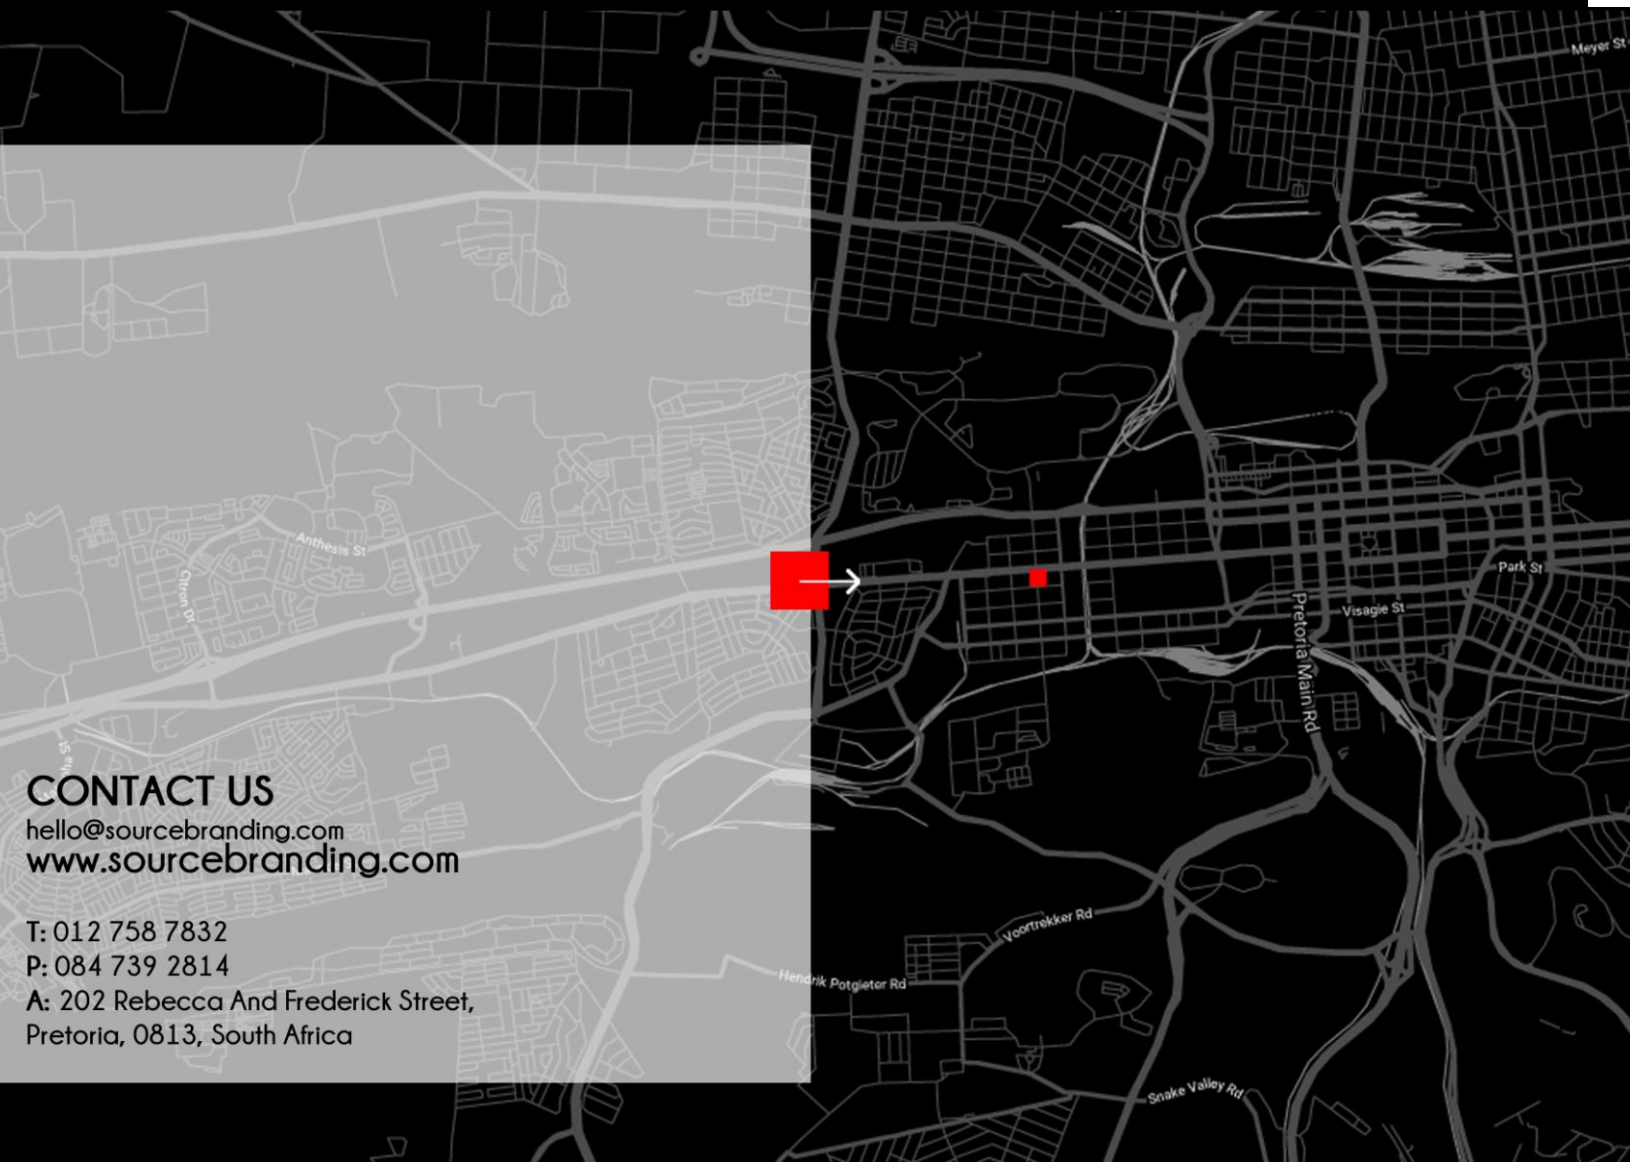 Meyer St
Anthesis St
Citron Dr
Park St
Visagie St
Pretoria Main Rd
CONTACT US
hello@sourcebranding.com
www.sourcebranding.com
Voortrekker Rd
T: 012 758 7832
P: 084 739 2814
Hendrik Potgieter Rd
A: 202 Rebecca And Frederick Street,
Pretoria, 0813, South Africa
Snake Valley Rd